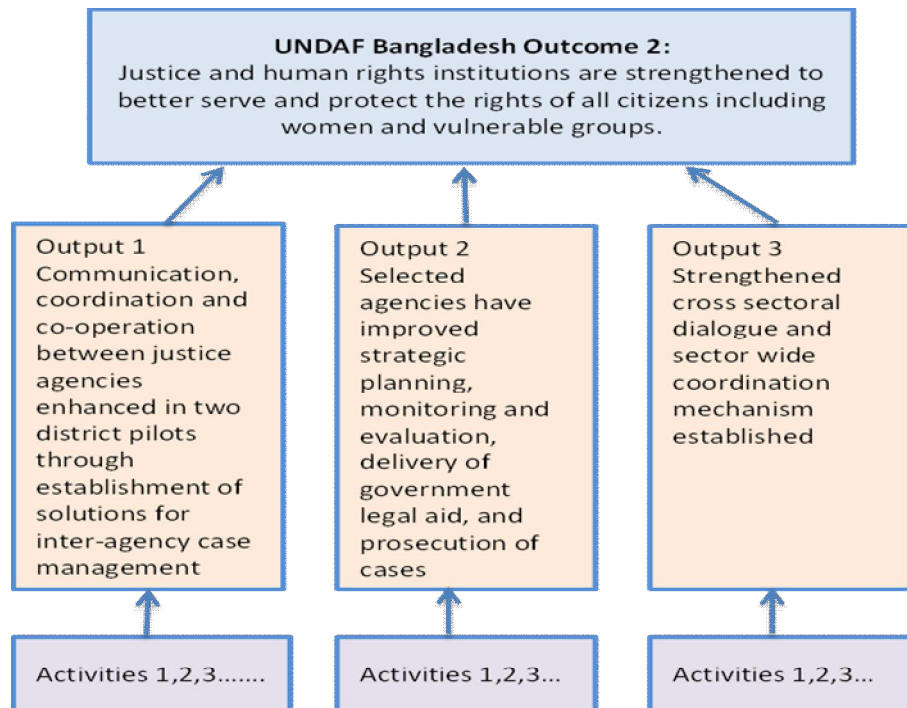 UNDAF Bangladesh Outcome 2:
Justice and human rights institutions are strengthened to
better serve and protect the rights of all citizens including
women and vulnerable groups.
Output 1
Communication,
coordination and
co-operation
between justice
agencies
enhanced in two
district pilots
through
establishment of
solutions for
inter-agency case
management
Output 2
Selected
agencies have
improved
strategic
planning,
monitoring and
evaluation,
delivery of
government
legal aid, and
prosecution of
cases
Output 3
Strengthened
cross sectoral
dialogue and
sector wide
coordination
mechanism
established
Activities 1,2,3.......
Activities 1,2,3...
Activities 1,2,3...